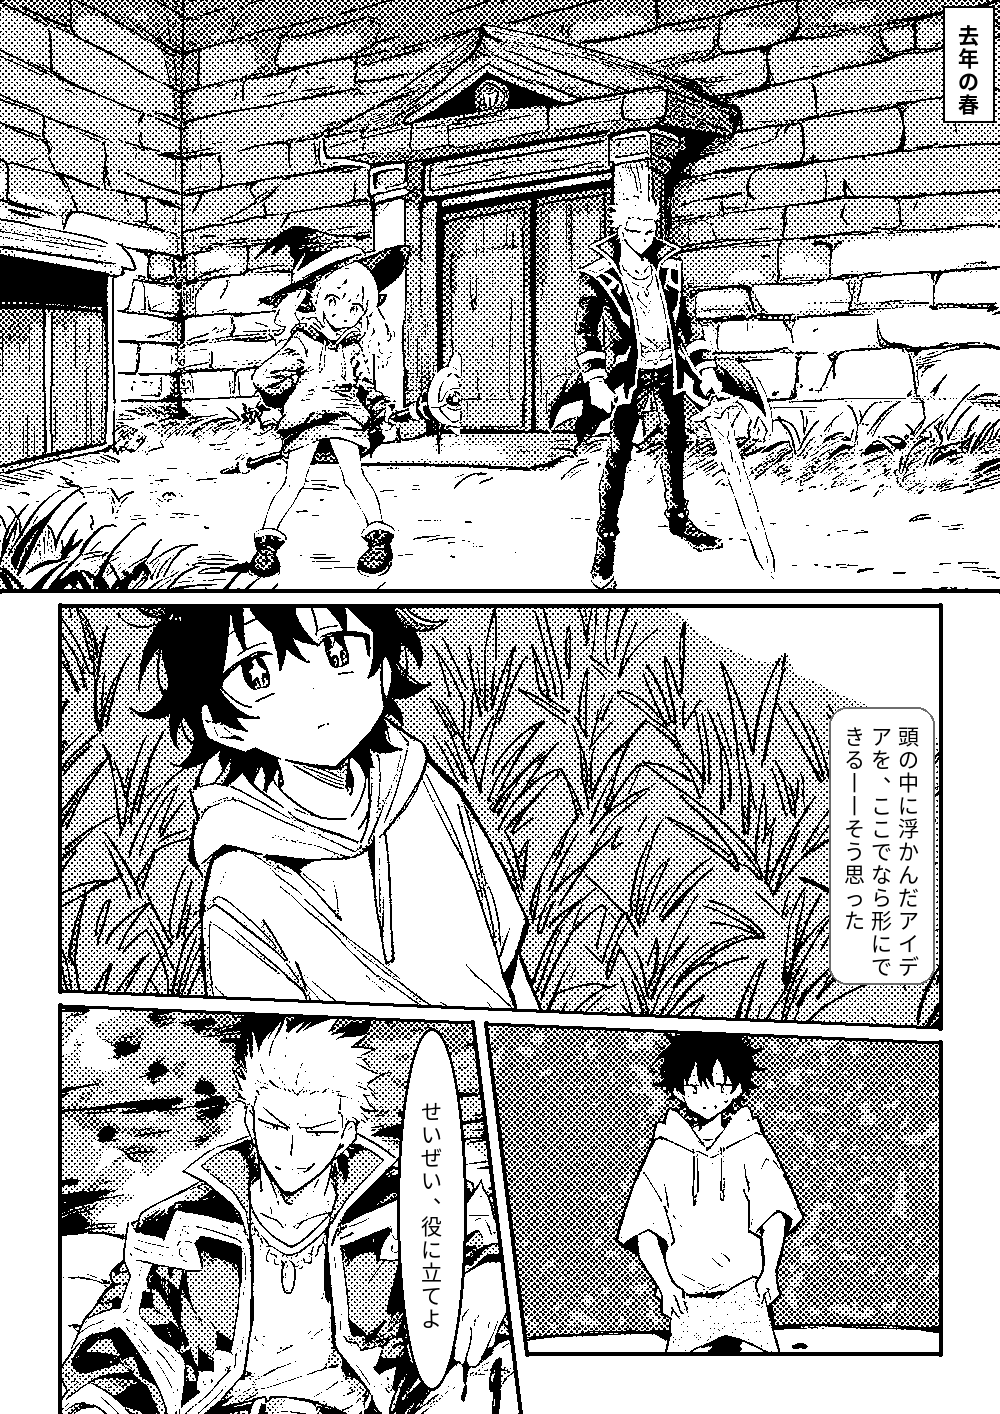 去年の春
頭の中に浮かんだアイデ
アを、ここでなら形にで
きる——そう思った
せいぜい、役に立てよ